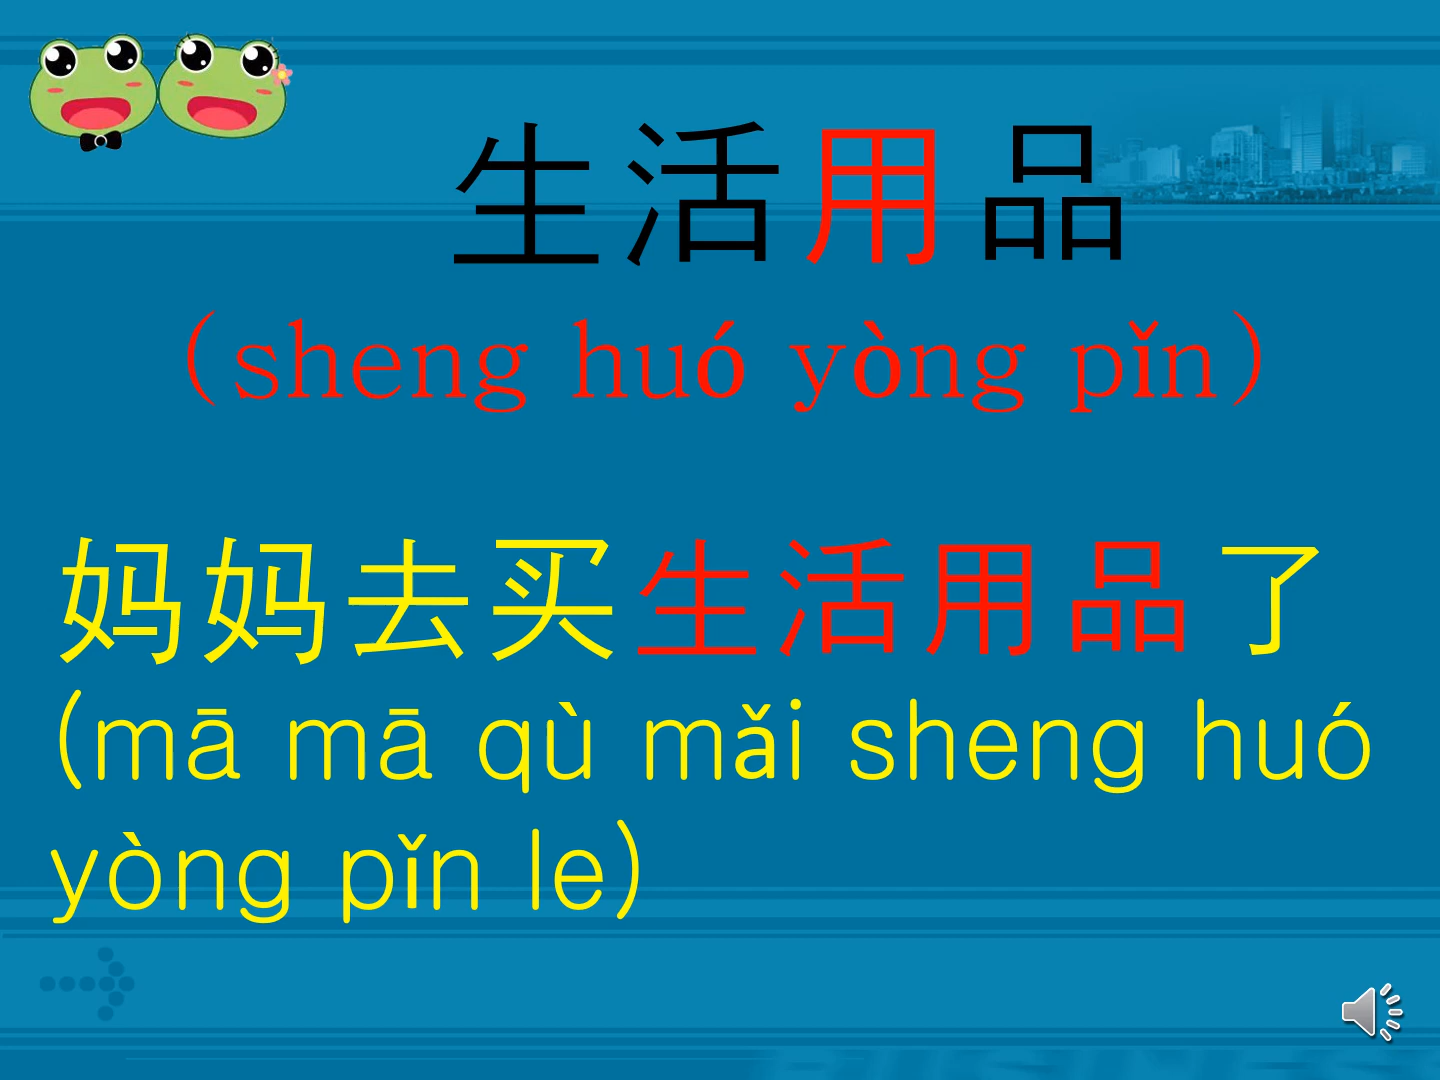 生活用品
(sheng huó yòng pǐn)
妈妈去买生活用品了
(mā mā qù mǎi sheng huó
yòng pǐn le)